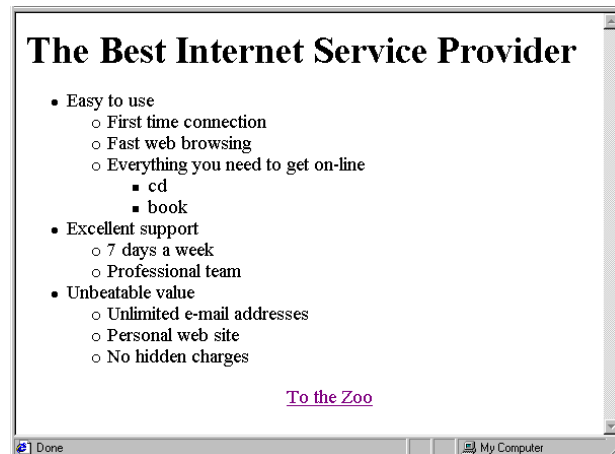 The Best Internet Service Provider
Easy to use
First time connection
Fast web browsing
Everything you need to get on-line
cd
book
Excellent support
7 days a week
Professional team
Unbeatable value
Unlimited e-mail addresses
Personal web site
No hidden charges
To the Zoo
Done
My Computer